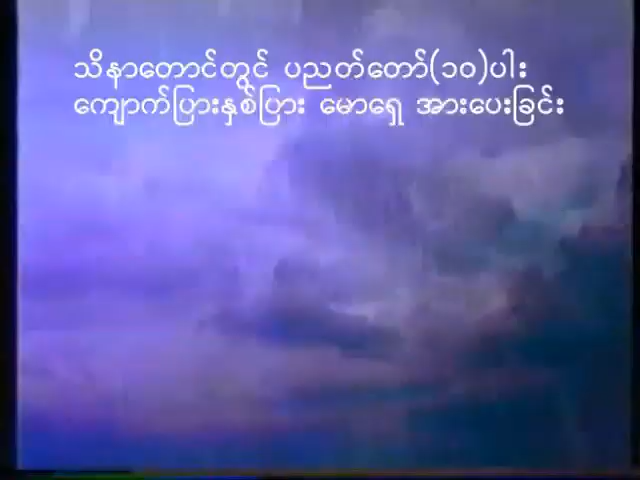 သိနာတောင်တွင် ပညတ်တော်(၁၀)ပါး
ကျောက်ပြားနှစ်ပြား မောရှေ အားပေးခြင်း